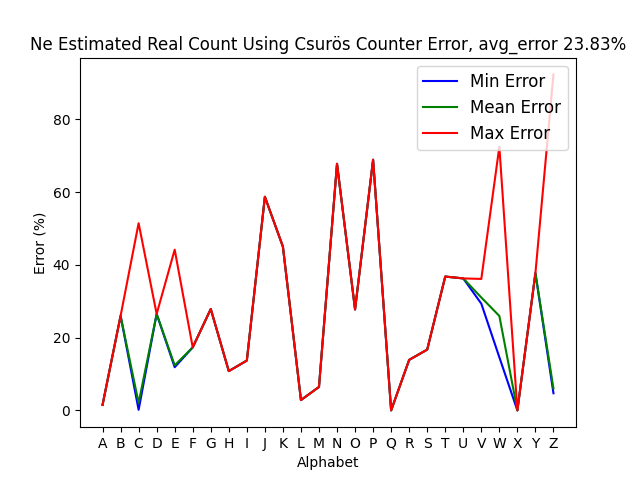 Ne Estimated Real Count Using Csurös Counter Error, avg_error 23.83%
Min Error
Mean Error
Max Error
80
60
40
20
0
Error (%)
A B C D E F G H I J K L M N O P Q R S T U V W X Y Z
Alphabet